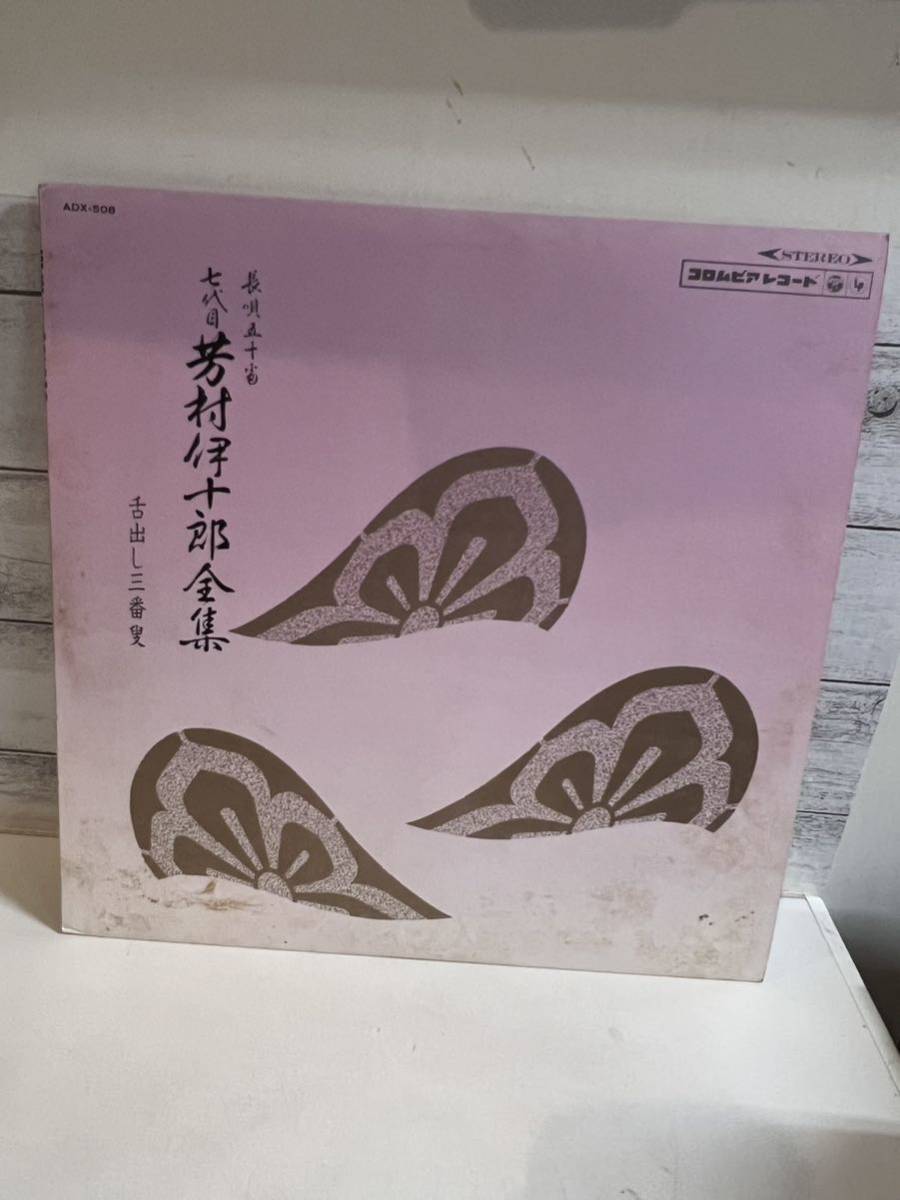 ADX-508
STEREO
コロムビアレコード
長唄五十番
七代目 芳村伊十郎全集
舌出し三番叟